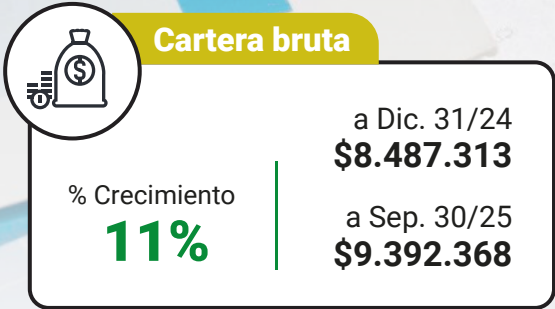 Cartera bruta
% Crecimiento
11%
a Dic. 31/24
$8.487.313
a Sep. 30/25
$9.392.368